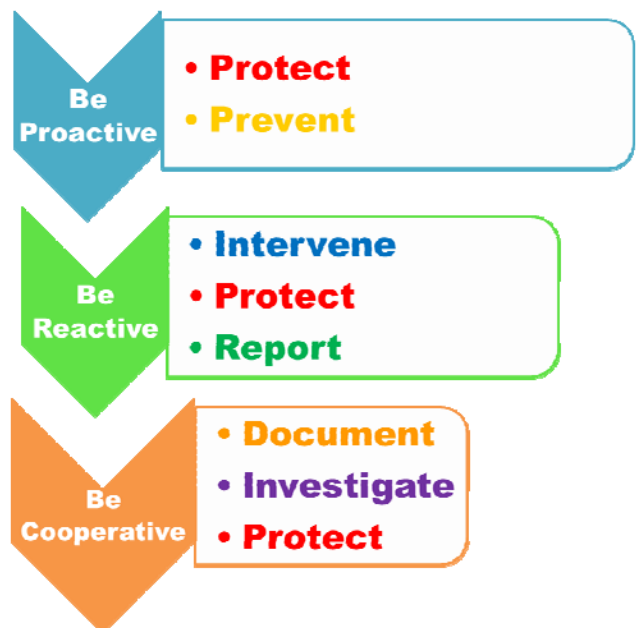 Be
Proactive
• Protect
• Prevent
Be
Reactive
• Intervene
• Protect
• Report
Be
Cooperative
• Document
• Investigate
• Protect